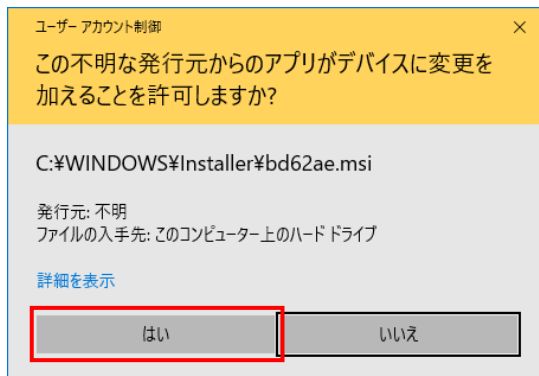 ユーザー アカウント制御
この不明な発行元からのアプリがデバイスに変更を
加えることを許可しますか?
C:¥WINDOWS¥Installer¥bd62ae.msi
発行元: 不明
ファイルの入手先: このコンピューター上のハード ドライブ
詳細を表示
はい
いいえ